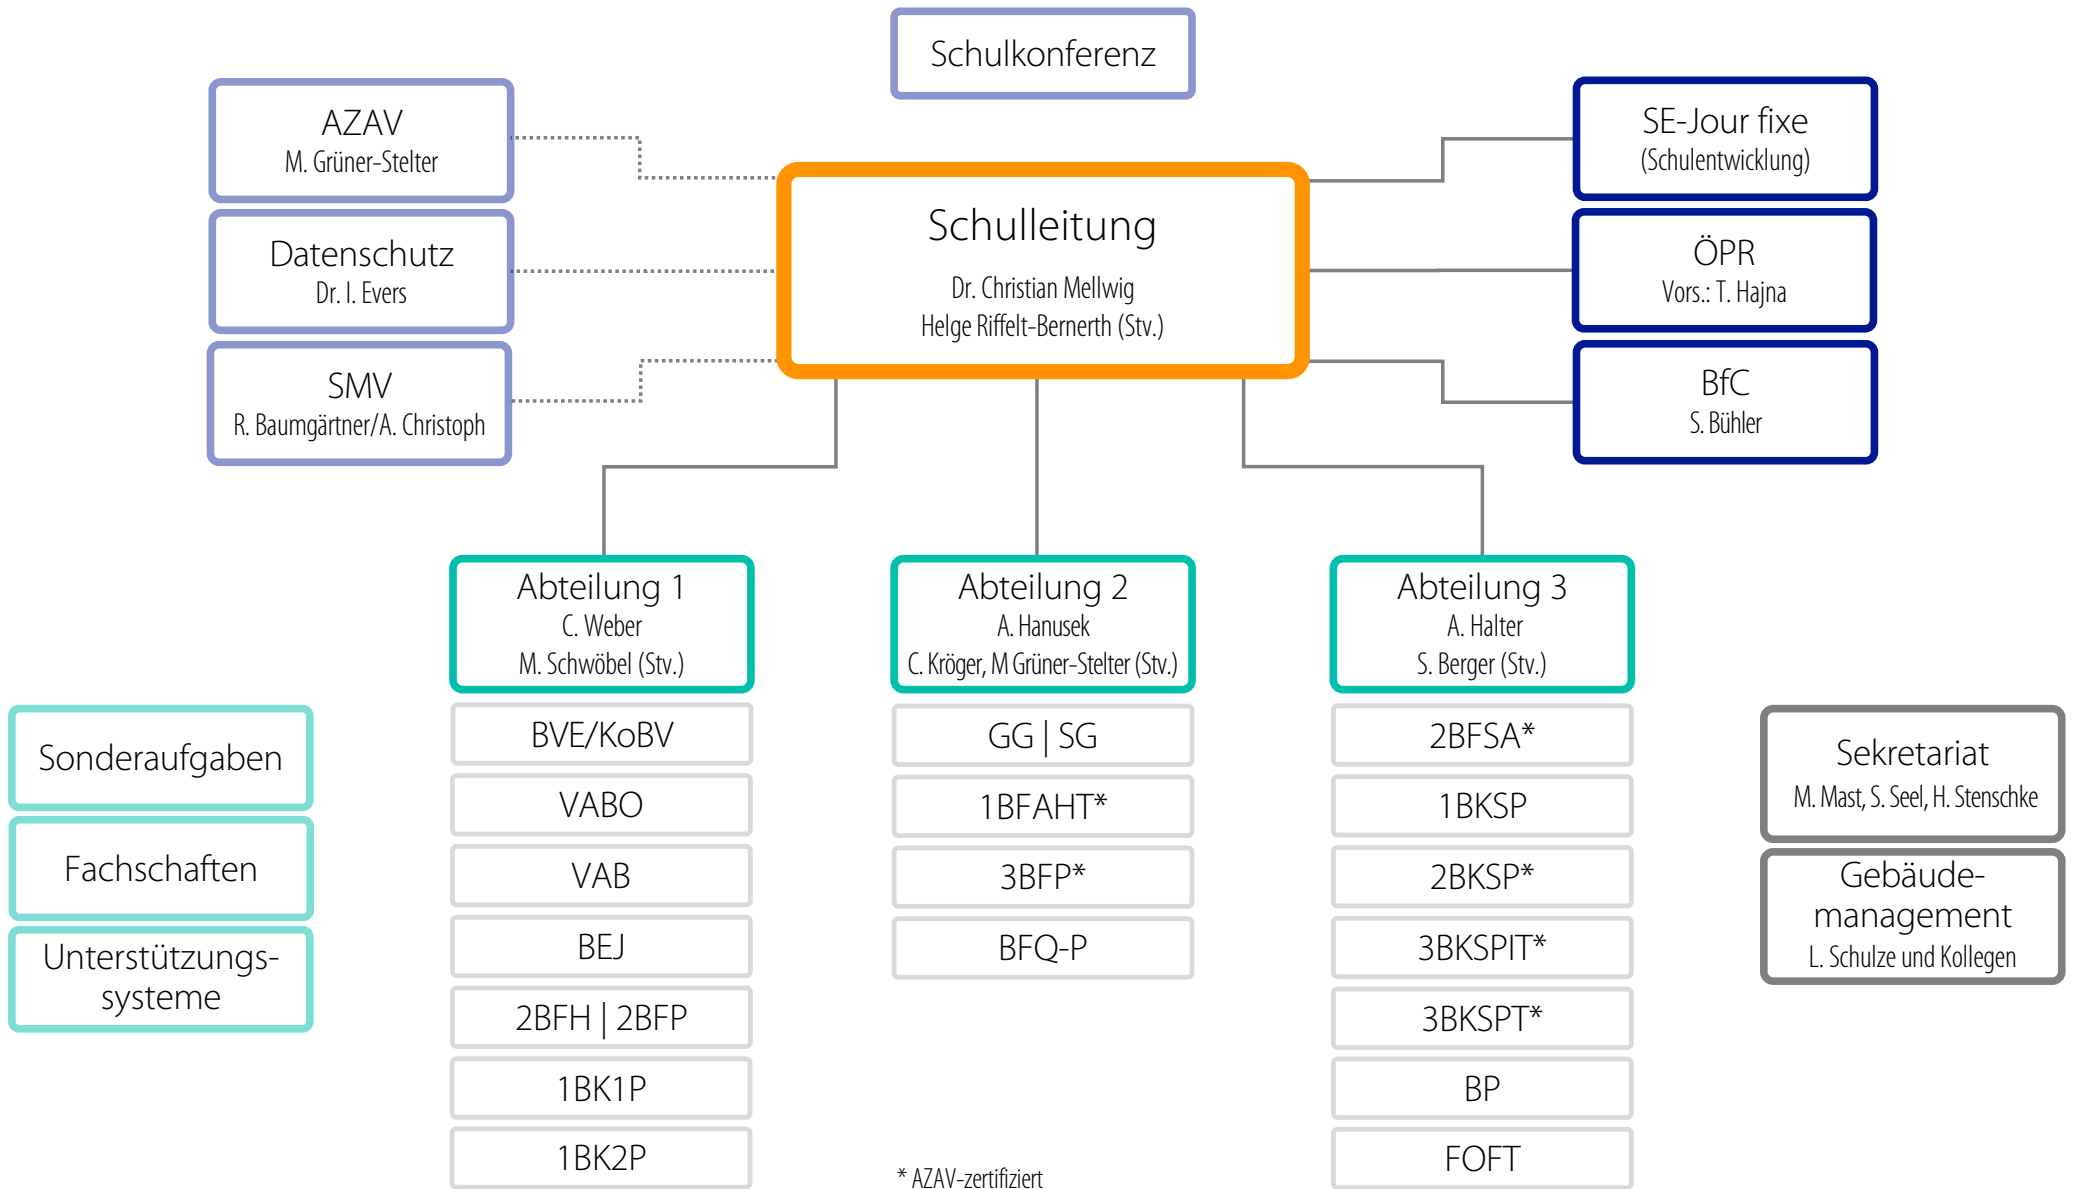 Schulkonferenz
AZAV
M. Grüner-Stelter
Datenschutz
Dr. I. Evers
SMV
R. Baumgärtner/A. Christoph
Schulleitung
Dr. Christian Mellwig
Helge Riffelt-Bernerth (Stv.)
SE-Jour fixe
(Schulentwicklung)
ÖPR
Vors.: T. Hajna
BfC
S. Bühler
Abteilung 1
C. Weber
M. Schwöbel (Stv.)
BVE/KoBV
VABO
VAB
BEJ
2BFH | 2BFP
1BK1P
1BK2P
Abteilung 2
A. Hanusek
C. Kröger, M Grüner-Stelter (Stv.)
GG | SG
1BFAHT*
3BFP*
BFQ-P
Abteilung 3
A. Halter
S. Berger (Stv.)
2BFSA*
1BKSP
2BKSP*
3BKSPIT*
3BKSPT*
BP
FOFT
Sonderaufgaben
Fachschaften
Unterstützungs-
systeme
Sekretariat
M. Mast, S. Seel, H. Stenschke
Gebäude-
management
L. Schulze und Kollegen
* AZAV-zertifiziert